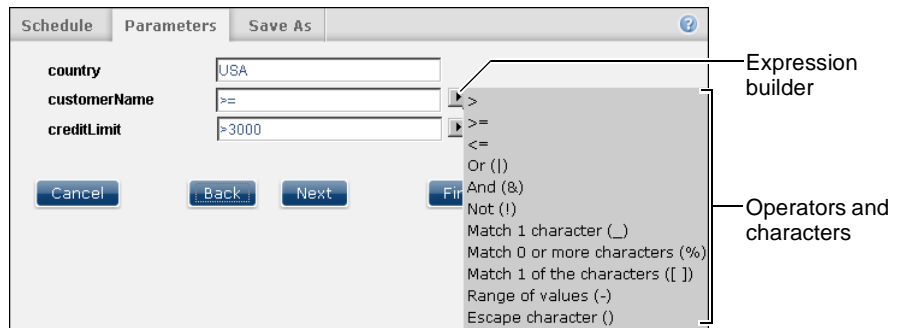 Schedule Parameters Save As ?
country USA
customerName >=
creditLimit >3000
Cancel Back Next Fin
>
>=
<=
Or (|)
And (&)
Not (!)
Match 1 character (_)
Match 0 or more characters (%)
Match 1 of the characters ([ ])
Range of values (-)
Escape character ()
Expression
builder
Operators and
characters